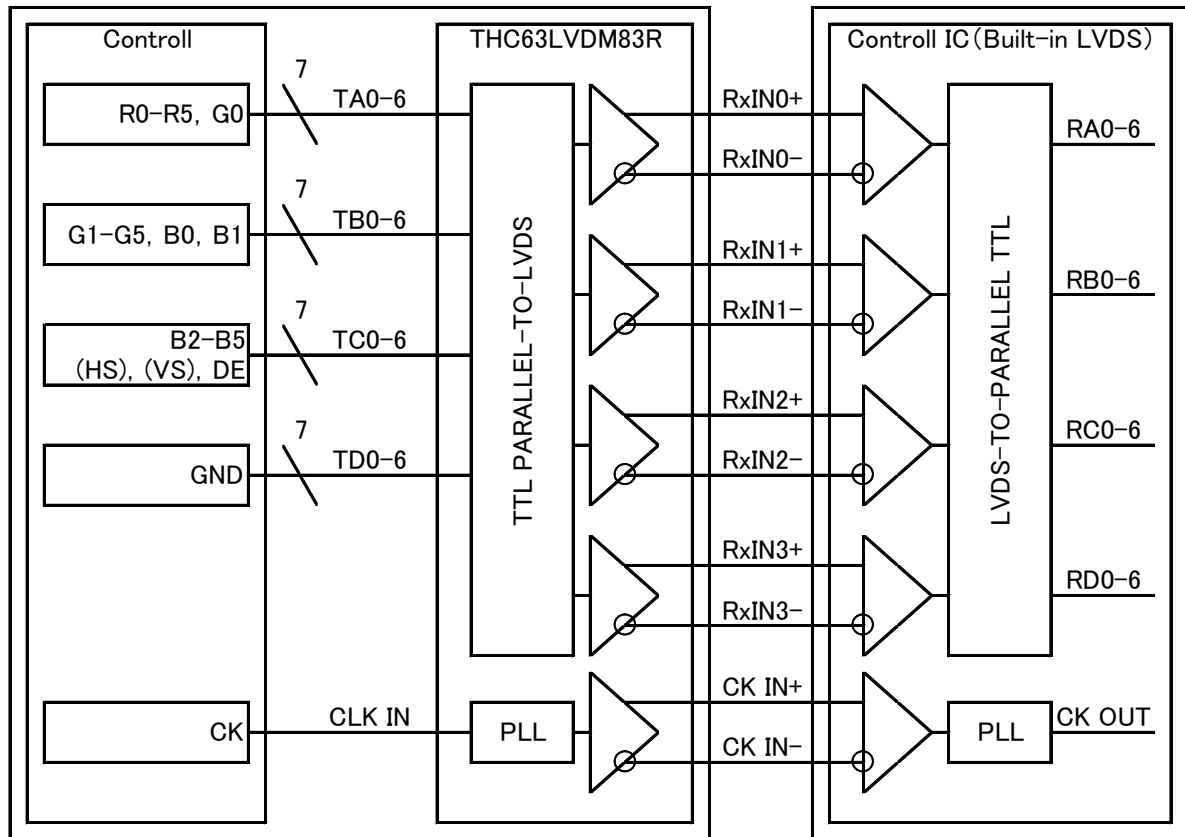 Controll
THC63LVDM83R
Controll IC(Built-in LVDS)
R0-R5, G0
7
TA0-6
RxIN0+
RxIN0-
RA0-6
G1-G5, B0, B1
7
TB0-6
RxIN1+
RxIN1-
RB0-6
B2-B5
(HS), (VS), DE
7
TC0-6
RxIN2+
RxIN2-
RC0-6
GND
7
TD0-6
RxIN3+
RxIN3-
RD0-6
TTL PARALLEL-TO-LVDS
LVDS-TO-PARALLEL TTL
CK
CLK IN
PLL
CK IN+
CK IN-
PLL
CK OUT